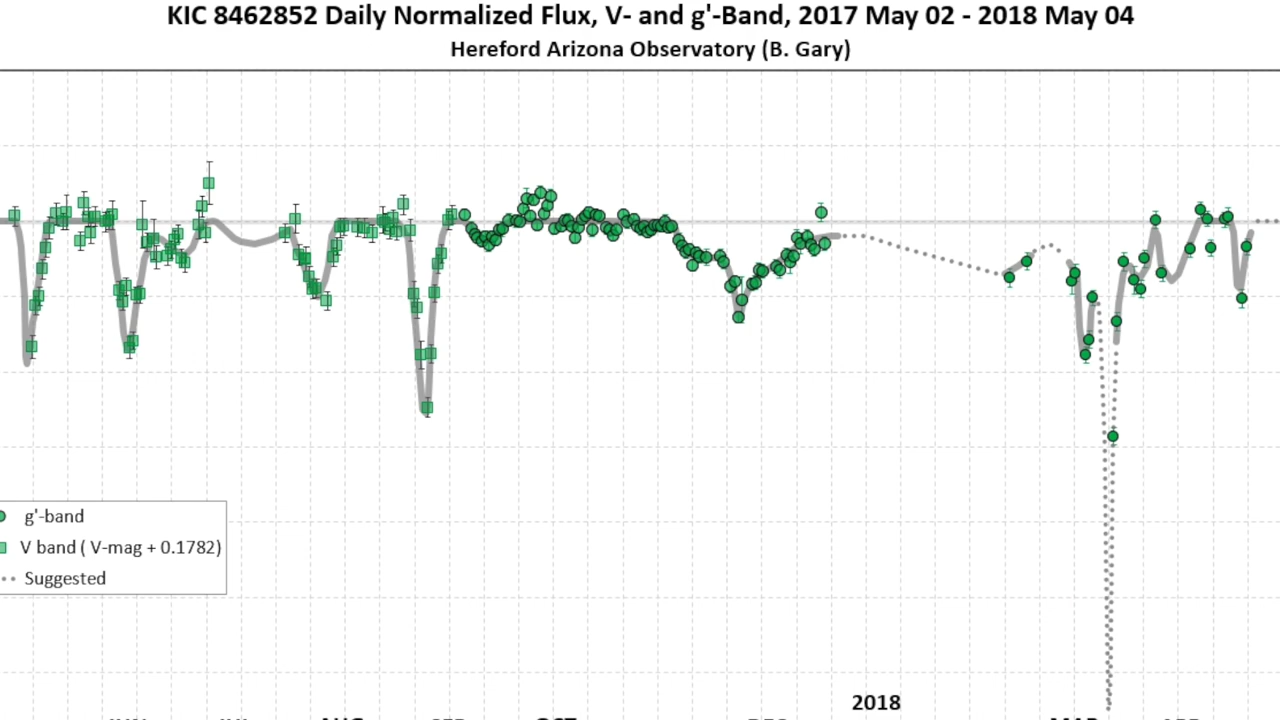 KIC 8462852 Daily Normalized Flux, V- and g'-Band, 2017 May 02 - 2018 May 04
Hereford Arizona Observatory (B. Gary)
g'-band
V band ( V-mag + 0.1782)
Suggested
2018